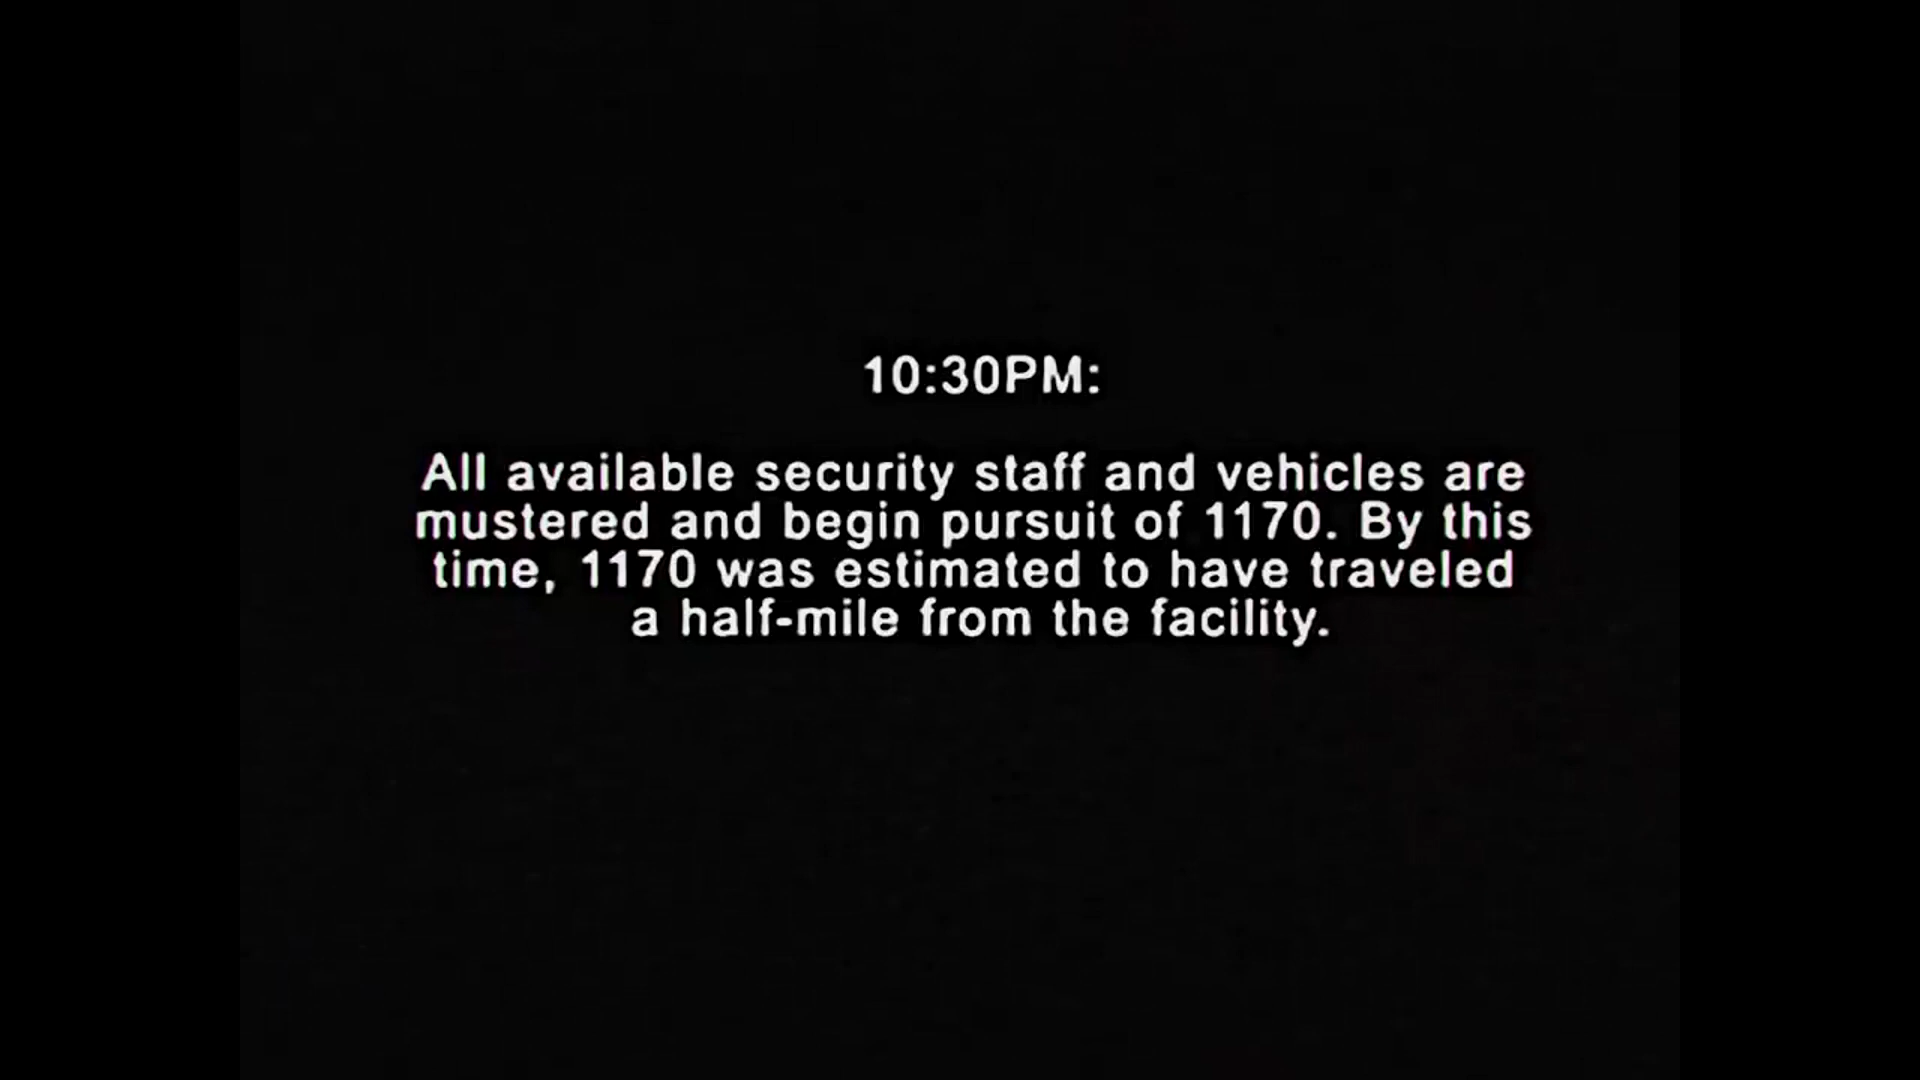 10:30PM:
All available security staff and vehicles are
mustered and begin pursuit of 1170. By this
time, 1170 was estimated to have traveled
a half-mile from the facility.